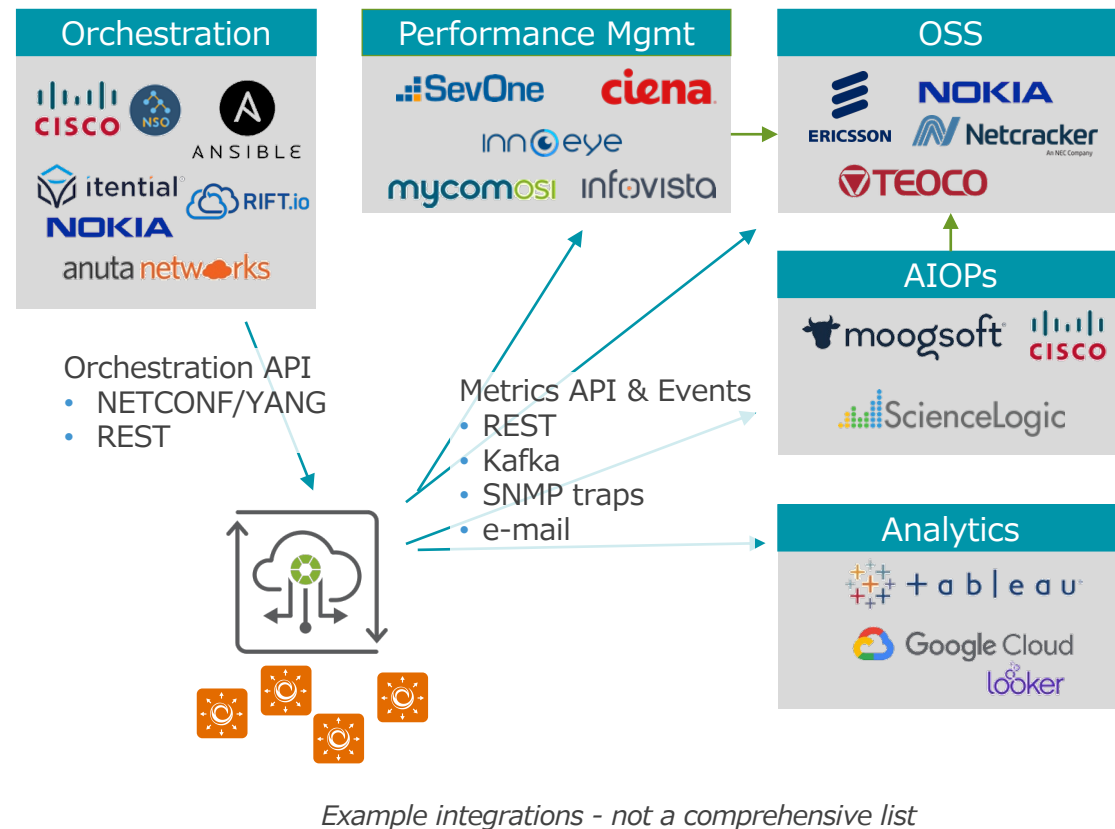 Orchestration
CISCO
NSO
ANSIBLE
itential
RIFT.io
NOKIA
anuta networks
Performance Mgmt
SevOne
ciena
innoeye
mycomosi
infovista
OSS
ERICSSON
NOKIA
Netcracker
An NEC Company
TEOCO
AIOPs
moogsoft
CISCO
ScienceLogic
Analytics
+ableau
Google Cloud
looker
Orchestration API
• NETCONF/YANG
• REST
Metrics API & Events
• REST
• Kafka
• SNMP traps
• e-mail
Example integrations - not a comprehensive list